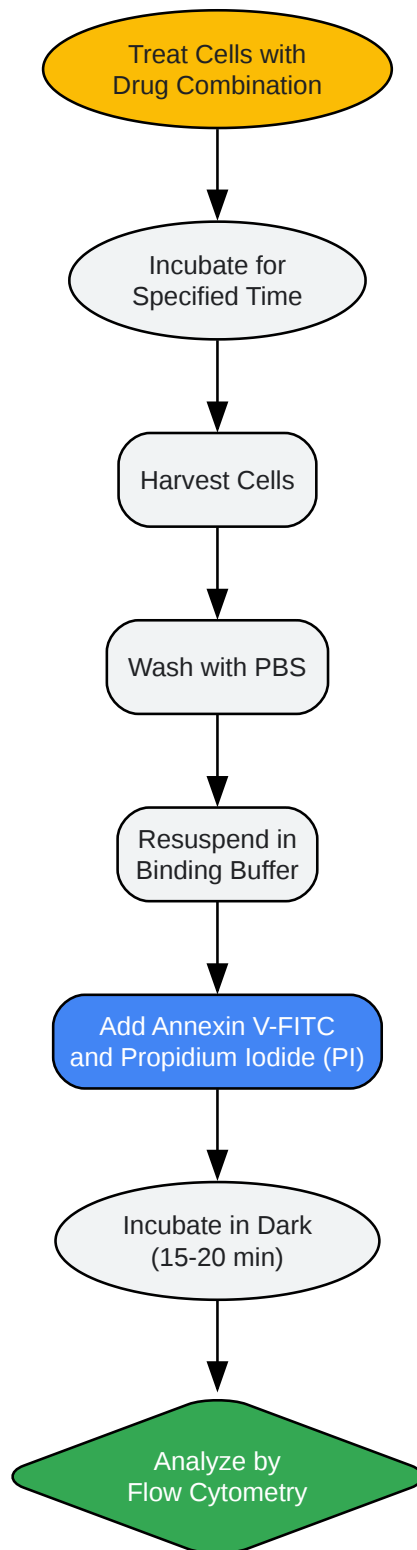 Treat Cells with
Drug Combination
Incubate for
Specified Time
Harvest Cells
Wash with PBS
Resuspend in
Binding Buffer
Add Annexin V-FITC
and Propidium Iodide (PI)
Incubate in Dark
(15-20 min)
Analyze by
Flow Cytometry